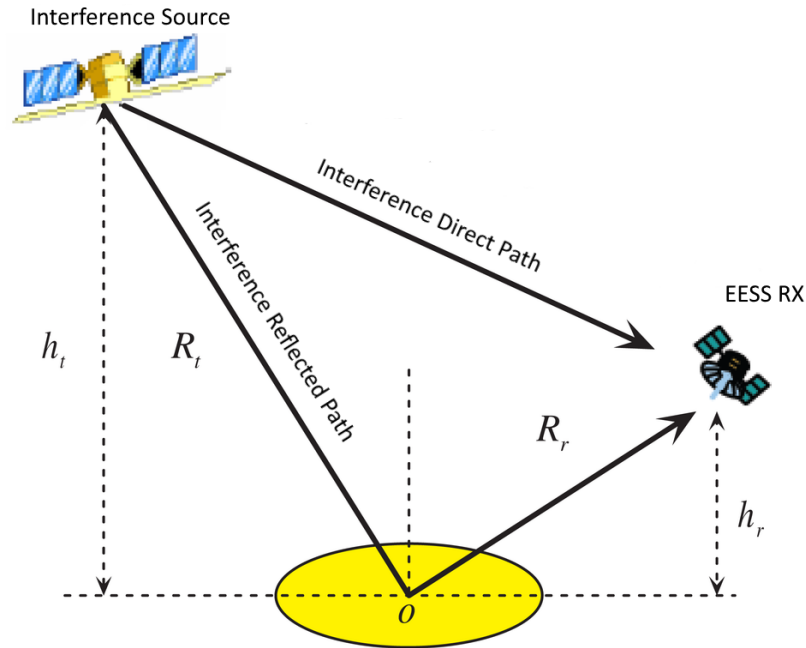 Interference Source
Interference Direct Path
Interference Reflected Path
EESS RX
h_t
R_t
R_r
h_r
o